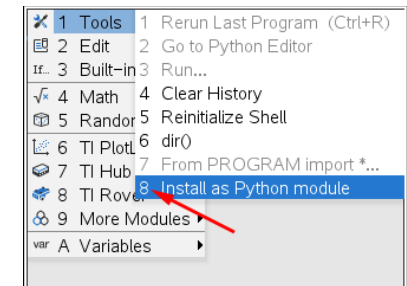 1 Tools
2 Edit
If... 3 Built-in
√x 4 Math
5 Random
6 TI PlotL
7 TI Hub
8 TI Rover
9 More Modules
var A Variables
1 Rerun Last Program (Ctrl+R)
2 Go to Python Editor
3 Run...
4 Clear History
5 Reinitialize Shell
6 dir()
7 From PROGRAM import *...
8 Install as Python module